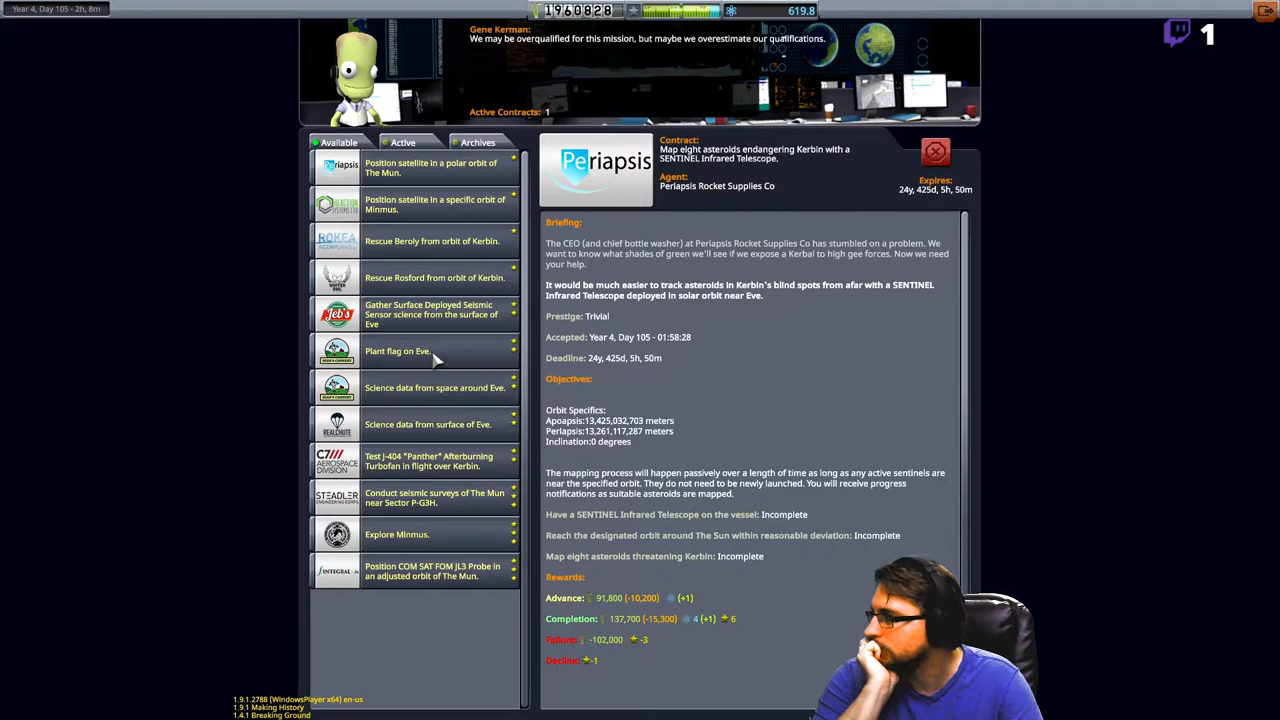 Year 4, Day 105 - 2h, 8m
1960828
619.8
1
Gene Kerman:
We may be overqualified for this mission, but maybe we overestimate our qualifications.
Active Contracts: 1
Available
Active
Archives
Periapsis
Position satellite in a polar orbit of
The Mun.
REACTION
SYSTEMS LTD
Position satellite in a specific orbit of
Minmus.
ROKEA
INCORPORATED
Rescue Beroly from orbit of Kerbin.
WINTER
OWL
Rescue Rosford from orbit of Kerbin.
Jeb's
Gather Surface Deployed Seismic
Sensor science from the surface of
Eve
Plant flag on Eve.
Science data from space around Eve.
REALCHUTE
Science data from surface of Eve.
C7
AEROSPACE
DIVISION
Test J-404 "Panther" Afterburning
Turbofan in flight over Kerbin.
STEADLER
ENGINEERING CORPS
Conduct seismic surveys of The Mun
near Sector P-G3H.
Explore Minmus.
INTEGRAL
Position COM SAT FOM JL3 Probe in
an adjusted orbit of The Mun.
Periapsis
Contract:
Map eight asteroids endangering Kerbin with a
SENTINEL Infrared Telescope.
Agent:
Periapsis Rocket Supplies Co
Expires:
24y, 425d, 5h, 50m
Briefing:
The CEO (and chief bottle washer) at Periapsis Rocket Supplies Co has stumbled on a problem. We
want to know what shades of green we'll see if we expose a Kerbal to high gee forces. Now we need
your help.
It would be much easier to track asteroids in Kerbin's blind spots from afar with a SENTINEL
Infrared Telescope deployed in solar orbit near Eve.
Prestige: Trivial
Accepted: Year 4, Day 105 - 01:58:28
Deadline: 24y, 425d, 5h, 50m
Objectives:
Orbit Specifics:
Apoapsis:13,425,032,703 meters
Periapsis:13,261,117,287 meters
Inclination:0 degrees
The mapping process will happen passively over a length of time as long as any active sentinels are
near the specified orbit. They do not need to be newly launched. You will receive progress
notifications as suitable asteroids are mapped.
Have a SENTINEL Infrared Telescope on the vessel: Incomplete
Reach the designated orbit around The Sun within reasonable deviation: Incomplete
Map eight asteroids threatening Kerbin: Incomplete
Rewards:
Advance: 91,800 (-10,200) (+1)
Completion: 137,700 (-15,300) 4 (+1) 6
Failure: -102,000 -3
Decline: -1
1.9.1.2788 (WindowsPlayer x64) en-us
1.9.1 Making History
1.4.1 Breaking Ground